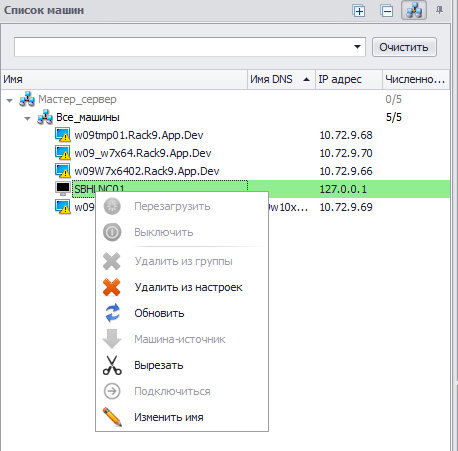 Список машин
Очистить
Имя Имя DNS IP адрес Численно...
Мастер_сервер 0/5
Все_машины 5/5
w09tmp01.Rack9.App.Dev 10.72.9.68
w09_w7x64.Rack9.App.Dev 10.72.9.70
w09W7x6402.Rack9.App.Dev 10.72.9.66
SBHLNC01 127.0.0.1
w09 0w10x... 10.72.9.69
Перезагрузить
Выключить
Удалить из группы
Удалить из настроек
Обновить
Машина-источник
Вырезать
Подключиться
Изменить имя